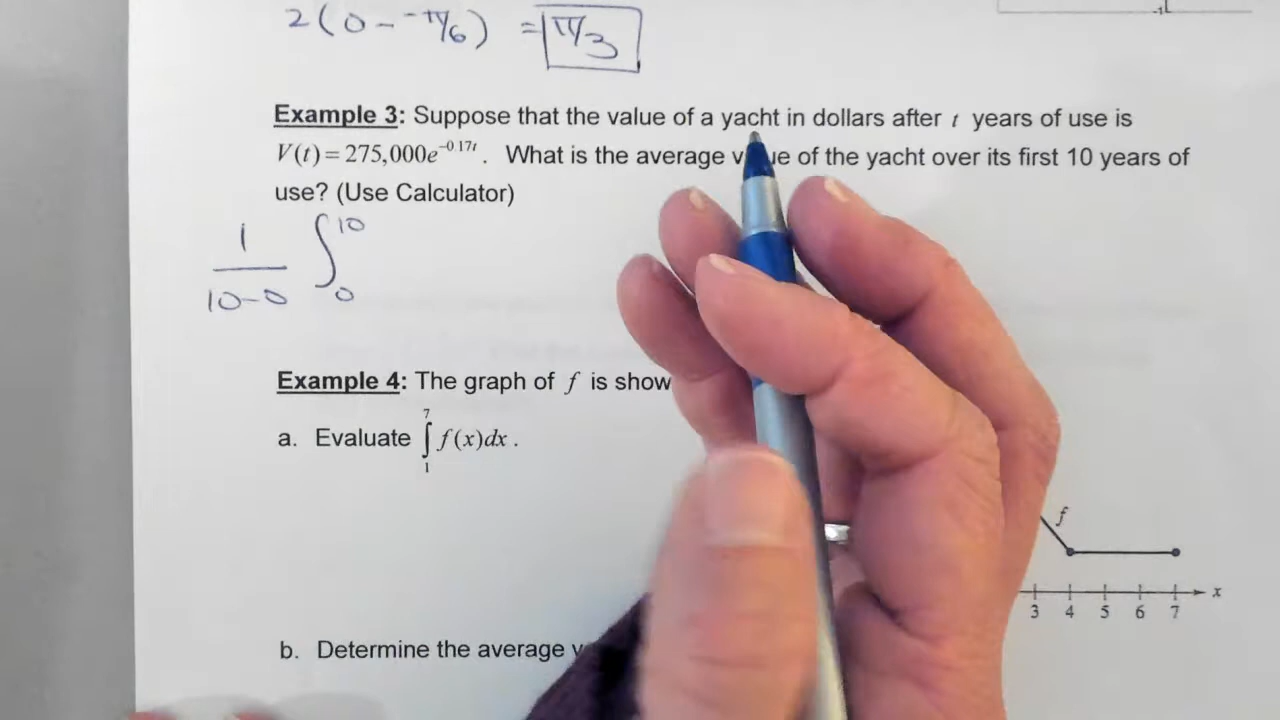 2(0--π/6) = π/3
-1
Example 3: Suppose that the value of a yacht in dollars after t years of use is
V(t)=275,000e^-0.17t. What is the average v ue of the yacht over its first 10 years of
use? (Use Calculator)
1/(10-0) ∫_0^10
Example 4: The graph of f is show
a. Evaluate ∫_1^7 f(x)dx.
f
x
3 4 5 6 7
b. Determine the average v